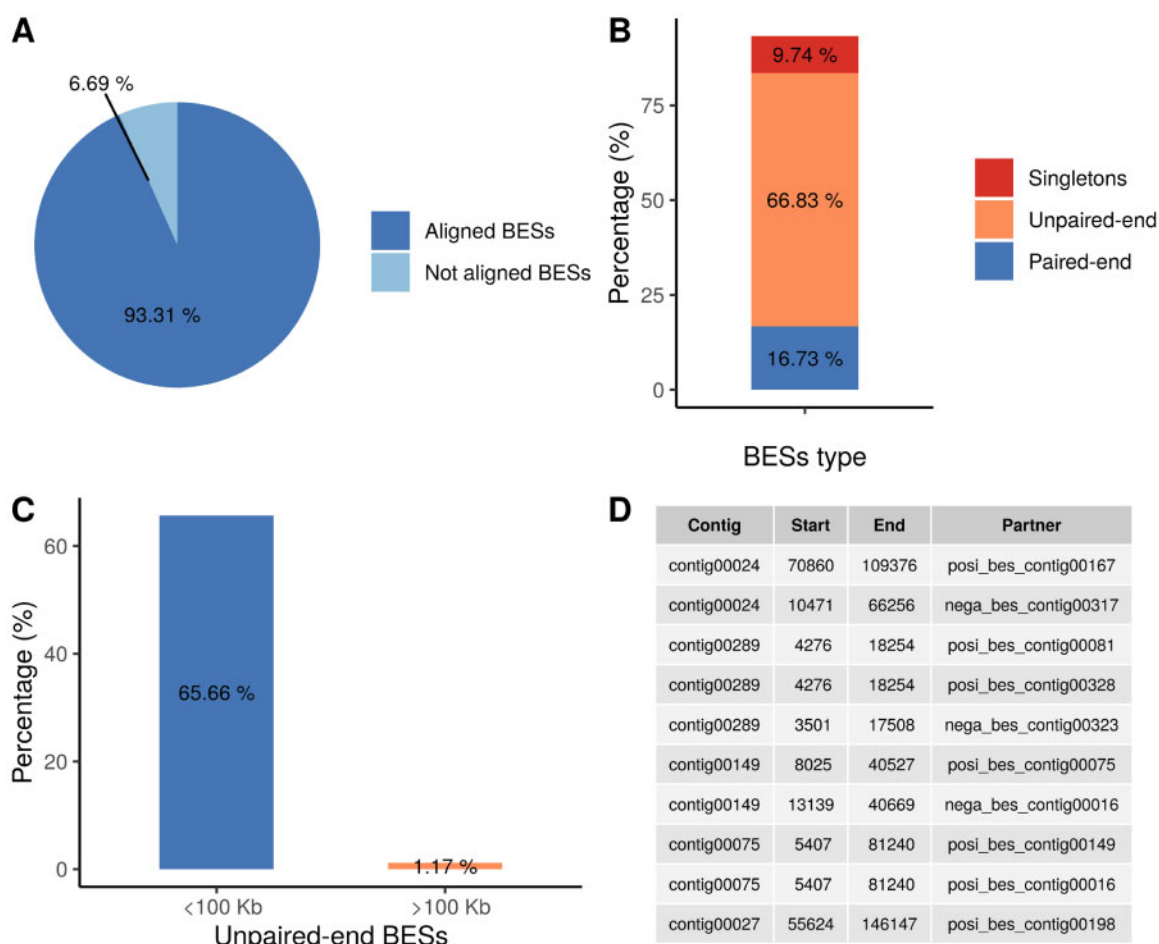 A
6.69 %
93.31 %
Aligned BESs
Not aligned BESs
B
Percentage (%)
75
50
25
0
9.74 %
66.83 %
16.73 %
BESs type
Singletons
Unpaired-end
Paired-end
C
Percentage (%)
60
40
20
0
65.66 %
1.17 %
<100 Kb >100 Kb
Unpaired-end BESs
D
Contig Start End Partner
contig00024 70860 109376 posi_bes_contig00167
contig00024 10471 66256 nega_bes_contig00317
contig00289 4276 18254 posi_bes_contig00081
contig00289 4276 18254 posi_bes_contig00328
contig00289 3501 17508 nega_bes_contig00323
contig00149 8025 40527 posi_bes_contig00075
contig00149 13139 40669 nega_bes_contig00016
contig00075 5407 81240 posi_bes_contig00149
contig00075 5407 81240 posi_bes_contig00016
contig00027 55624 146147 posi_bes_contig00198